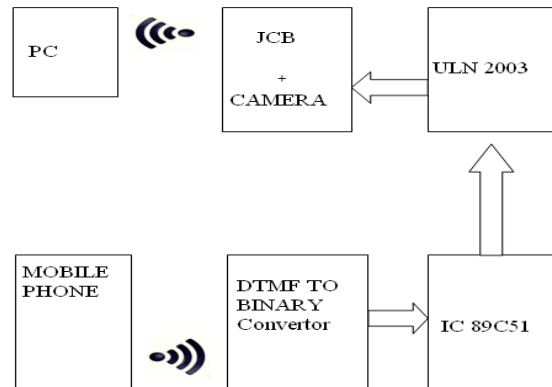 PC
JCB
+
CAMERA
ULN 2003
MOBILE
PHONE
DTMF TO
BINARY
Convertor
IC 89C51